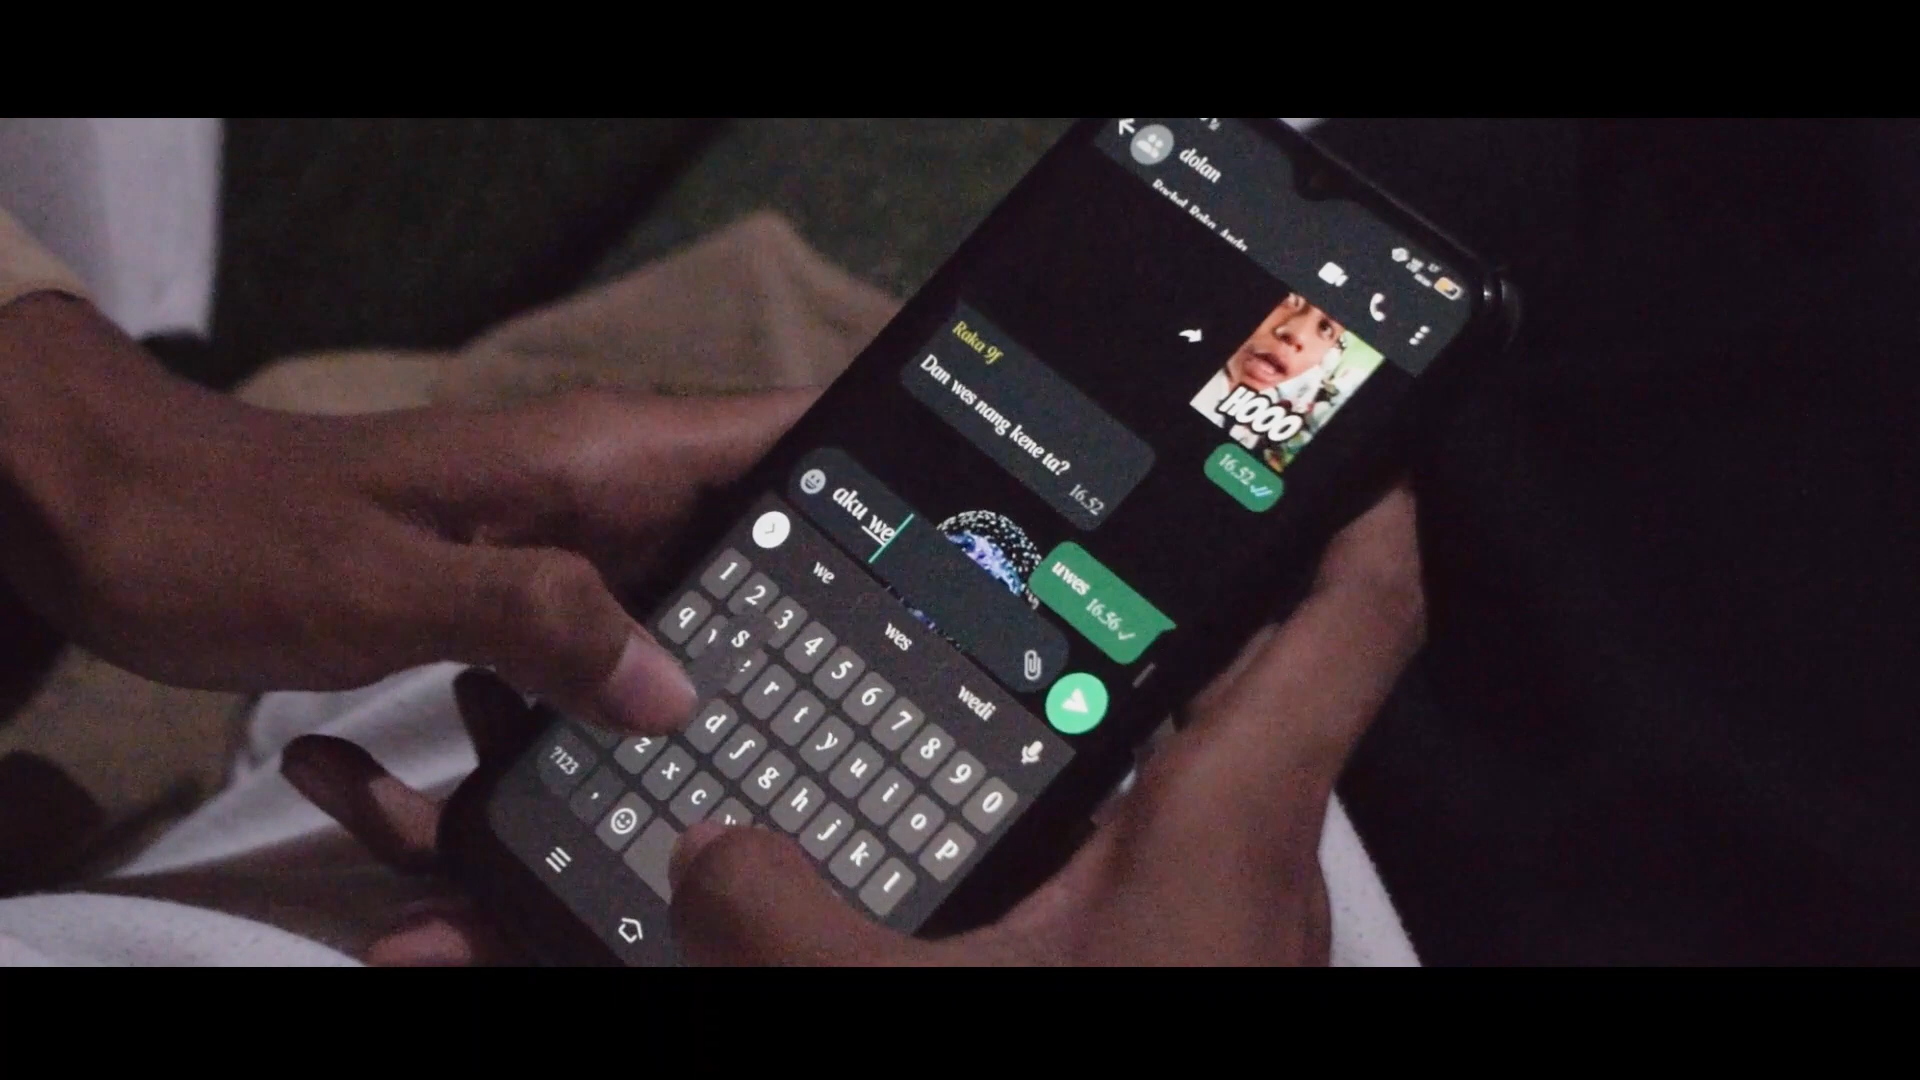 dolan
HOOO
16.52
Raka 9f
Dan wes nang kene ta?
16.52
uwes 16.56
aku we
we wes wedi
1 2 3 4 5 6 7 8 9 0
q r t y u i o p
s d f g h j k l
z x c v
?123 ,